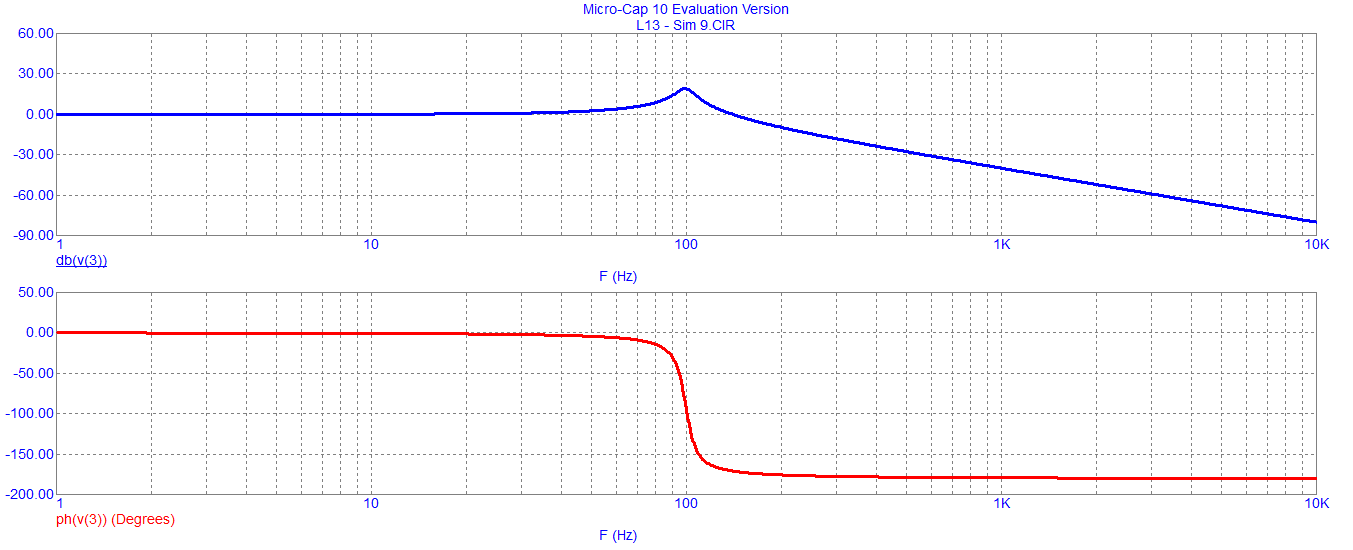 Micro-Cap 10 Evaluation Version
L13 - Sim 9.CIR
60.00
30.00
0.00
-30.00
-60.00
-90.00
1 10 100 1K 10K
db(v(3))
F (Hz)
50.00
0.00
-50.00
-100.00
-150.00
-200.00
1 10 100 1K 10K
ph(v(3)) (Degrees)
F (Hz)